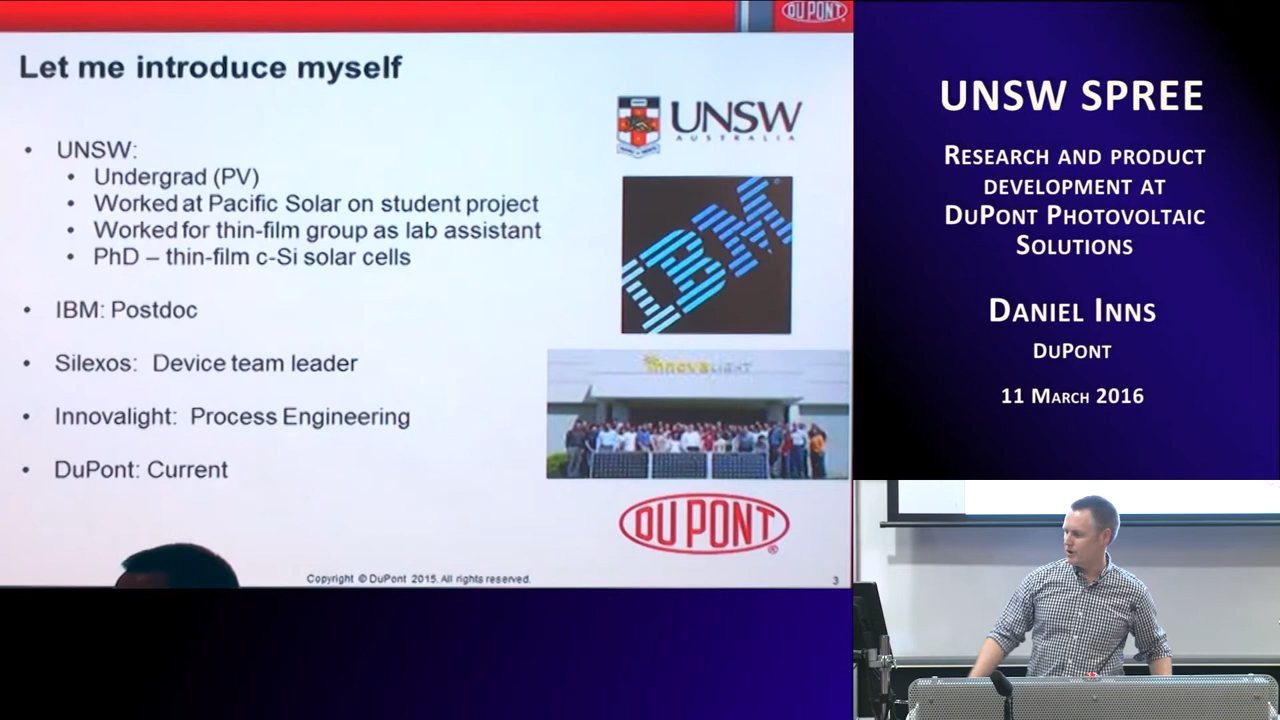 DU PONT
Let me introduce myself
UNSW
AUSTRALIA
• UNSW:
• Undergrad (PV)
• Worked at Pacific Solar on student project
• Worked for thin-film group as lab assistant
• PhD – thin-film c-Si solar cells
IBM
• IBM: Postdoc
• Silexos: Device team leader
innovaLIGHT
• Innovalight: Process Engineering
• DuPont: Current
DU PONT
®
Copyright © DuPont 2015. All rights reserved.
3
UNSW SPREE
RESEARCH AND PRODUCT
DEVELOPMENT AT
DUPONT PHOTOVOLTAIC
SOLUTIONS
DANIEL INNS
DUPONT
11 MARCH 2016